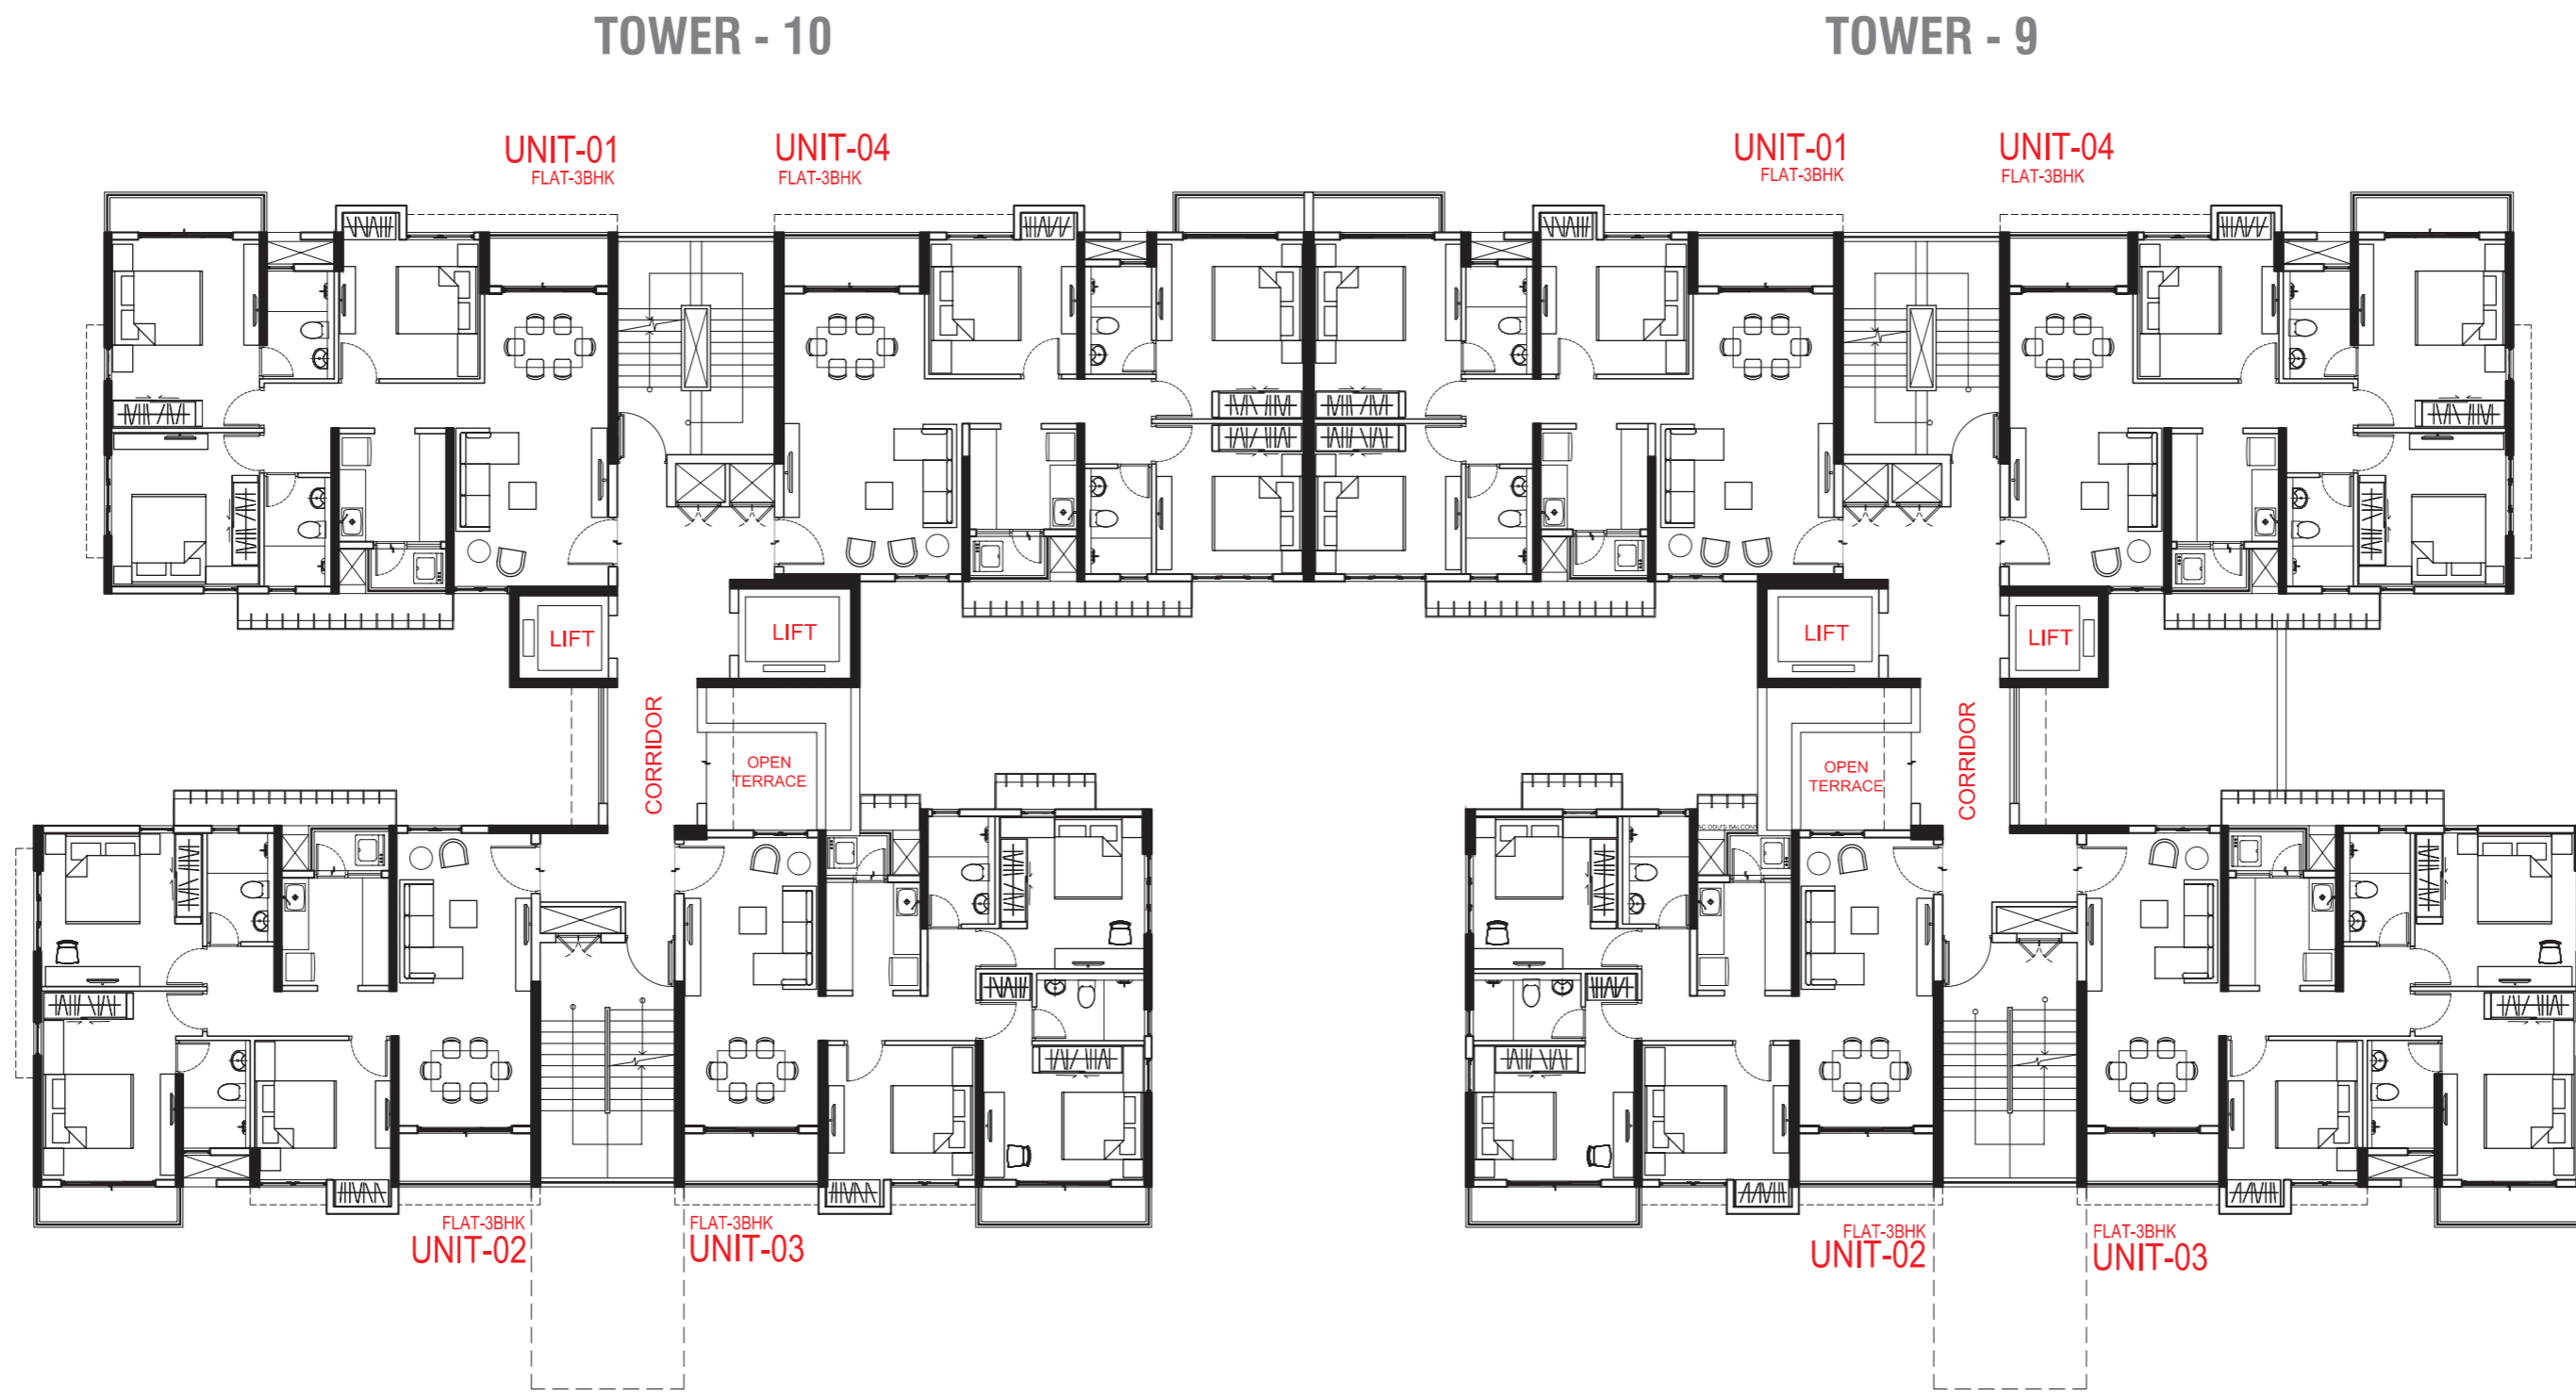 TOWER - 10
TOWER - 9
UNIT-01
FLAT-3BHK
UNIT-04
FLAT-3BHK
UNIT-01
FLAT-3BHK
UNIT-04
FLAT-3BHK
LIFT
LIFT
LIFT
LIFT
CORRIDOR
OPEN
TERRACE
OPEN
TERRACE
CORRIDOR
FLAT-3BHK
UNIT-02
FLAT-3BHK
UNIT-03
FLAT-3BHK
UNIT-02
FLAT-3BHK
UNIT-03